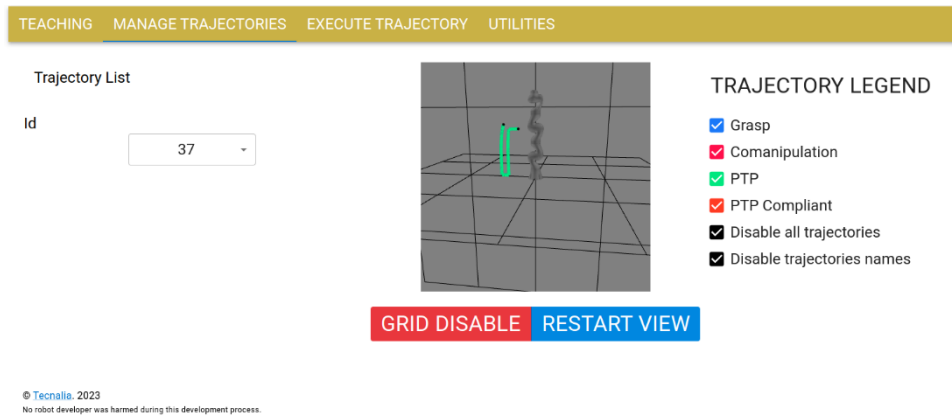 TEACHING MANAGE TRAJECTORIES EXECUTE TRAJECTORY UTILITIES
Trajectory List
Id
37
TRAJECTORY LEGEND
Grasp
Comanipulation
PTP
PTP Compliant
Disable all trajectories
Disable trajectories names
GRID DISABLE RESTART VIEW
© Tecnalia. 2023
No robot developer was harmed during this development process.